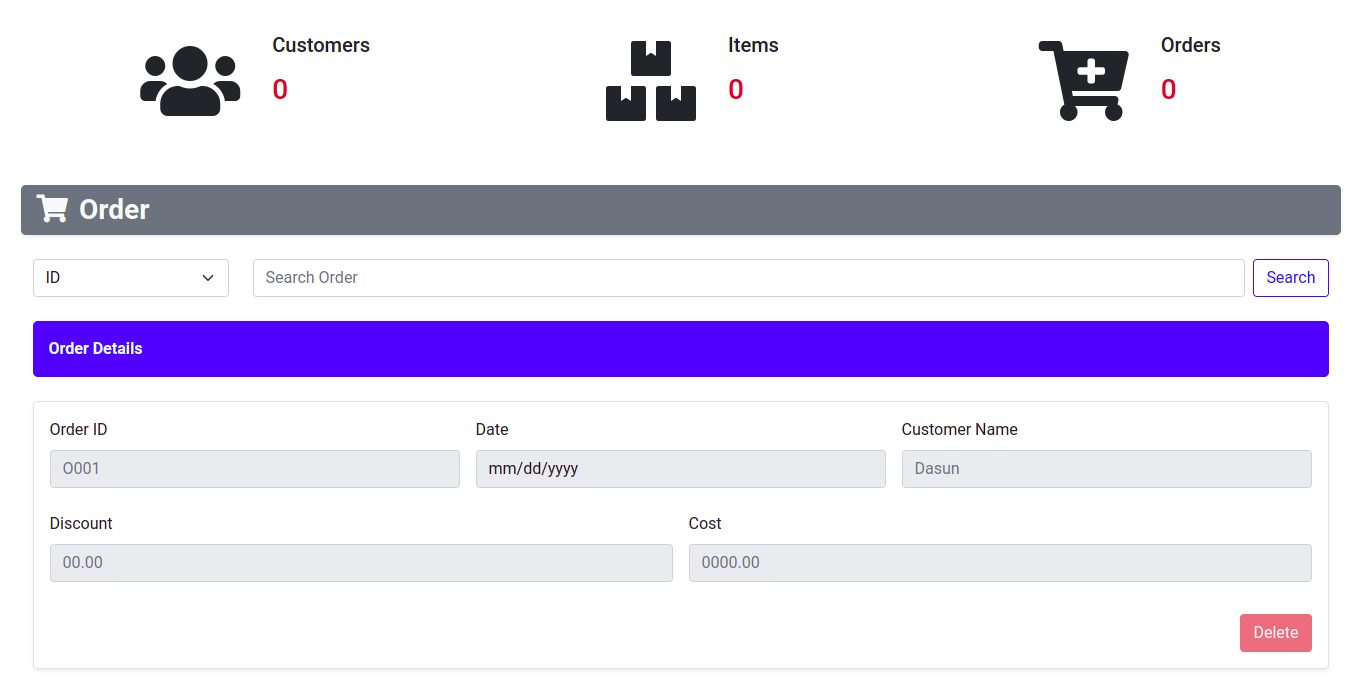 Customers
0
Items
0
Orders
0
Order
ID
Search Order
Search
Order Details
Order ID
Date
Customer Name
O001
mm/dd/yyyy
Dasun
Discount
Cost
00.00
0000.00
Delete